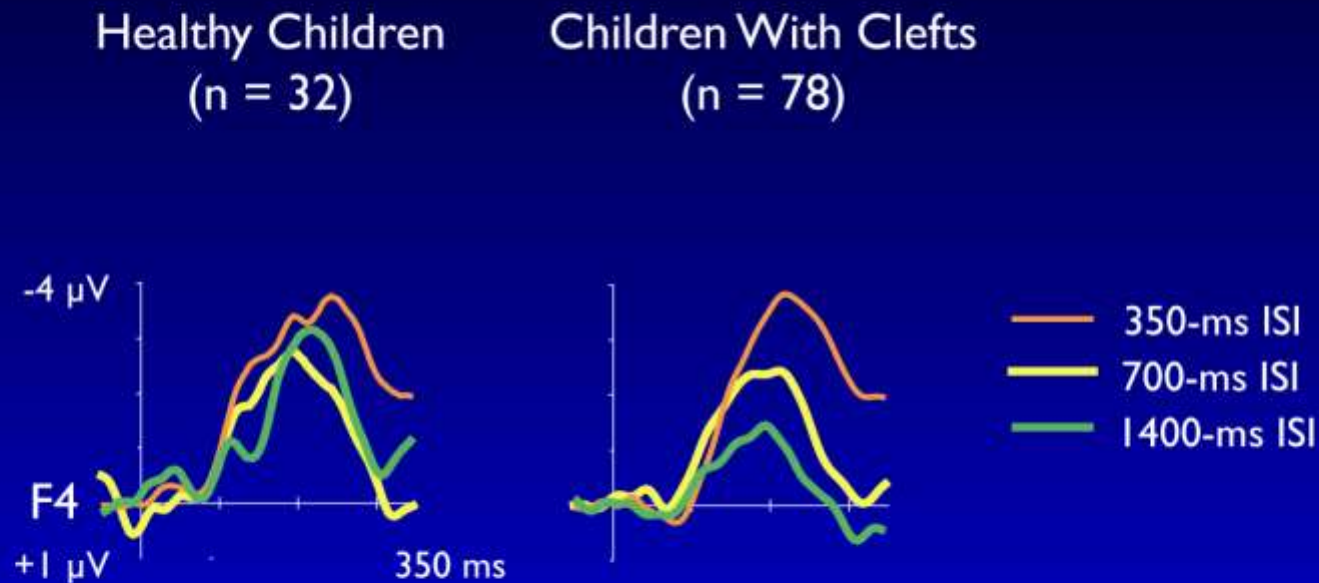 Healthy Children
(n = 32)
Children With Clefts
(n = 78)
-4 µV
F4
+1 µV
350 ms
350-ms ISI
700-ms ISI
1400-ms ISI